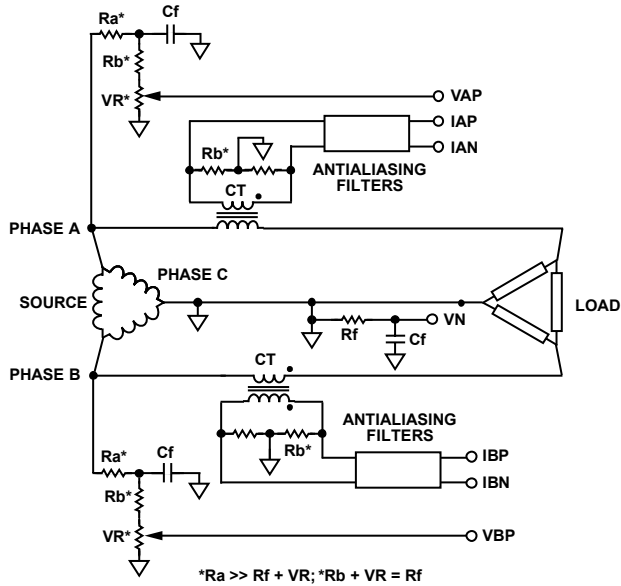 Ra*
Cf
Rb*
VR*
VAP
IAP
IAN
Rb*
ANTIALIASING
FILTERS
CT
PHASE A
PHASE C
SOURCE
LOAD
VN
Rf
Cf
PHASE B
CT
ANTIALIASING
FILTERS
Rb*
IBP
IBN
Ra*
Cf
Rb*
VR*
VBP
*Ra >> Rf + VR; *Rb + VR = Rf